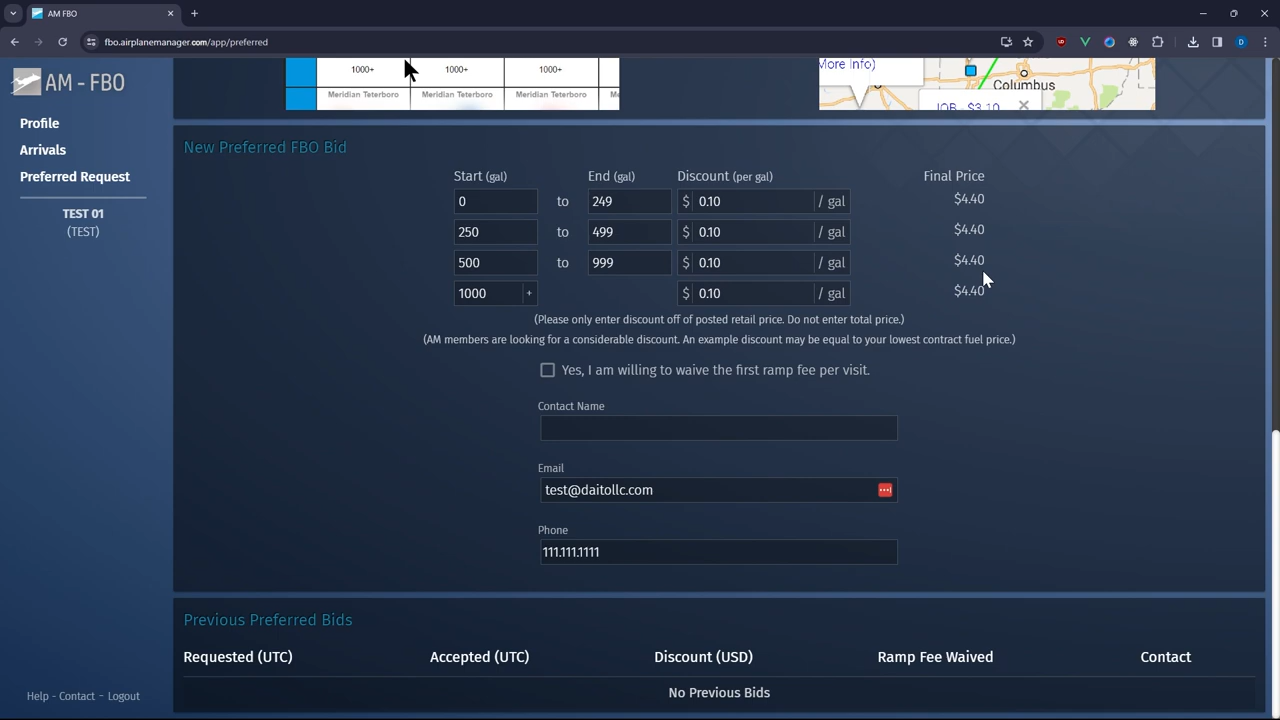 AM FBO
fbo.airplanemanager.com/app/preferred
AM - FBO
Profile
Arrivals
Preferred Request
TEST 01
(TEST)
Help - Contact - Logout
1000+ 1000+ 1000+
Meridian Teterboro Meridian Teterboro Meridian Teterboro
More Info)
Columbus
JOB - $3.10
New Preferred FBO Bid
Start (gal) End (gal) Discount (per gal) Final Price
0 to 249 $ 0.10 / gal $4.40
250 to 499 $ 0.10 / gal $4.40
500 to 999 $ 0.10 / gal $4.40
1000 + $ 0.10 / gal $4.40
(Please only enter discount off of posted retail price. Do not enter total price.)
(AM members are looking for a considerable discount. An example discount may be equal to your lowest contract fuel price.)
Yes, I am willing to waive the first ramp fee per visit.
Contact Name
Email
test@daitollc.com
Phone
111.111.1111
Previous Preferred Bids
Requested (UTC) Accepted (UTC) Discount (USD) Ramp Fee Waived Contact
No Previous Bids